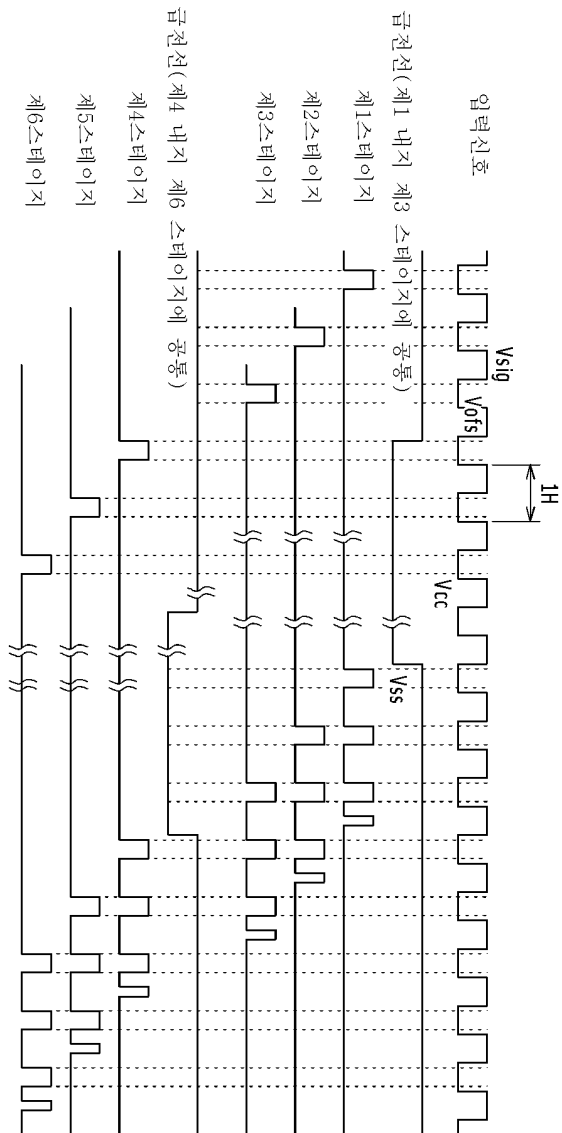 1H
입력신호
Vsig
Vofs
급전선(제1 내지 제3 스테이지에 공통)
Vcc
Vss
제1스테이지
제2스테이지
제3스테이지
급전선(제4 내지 제6 스테이지에 공통)
제4스테이지
제5스테이지
제6스테이지